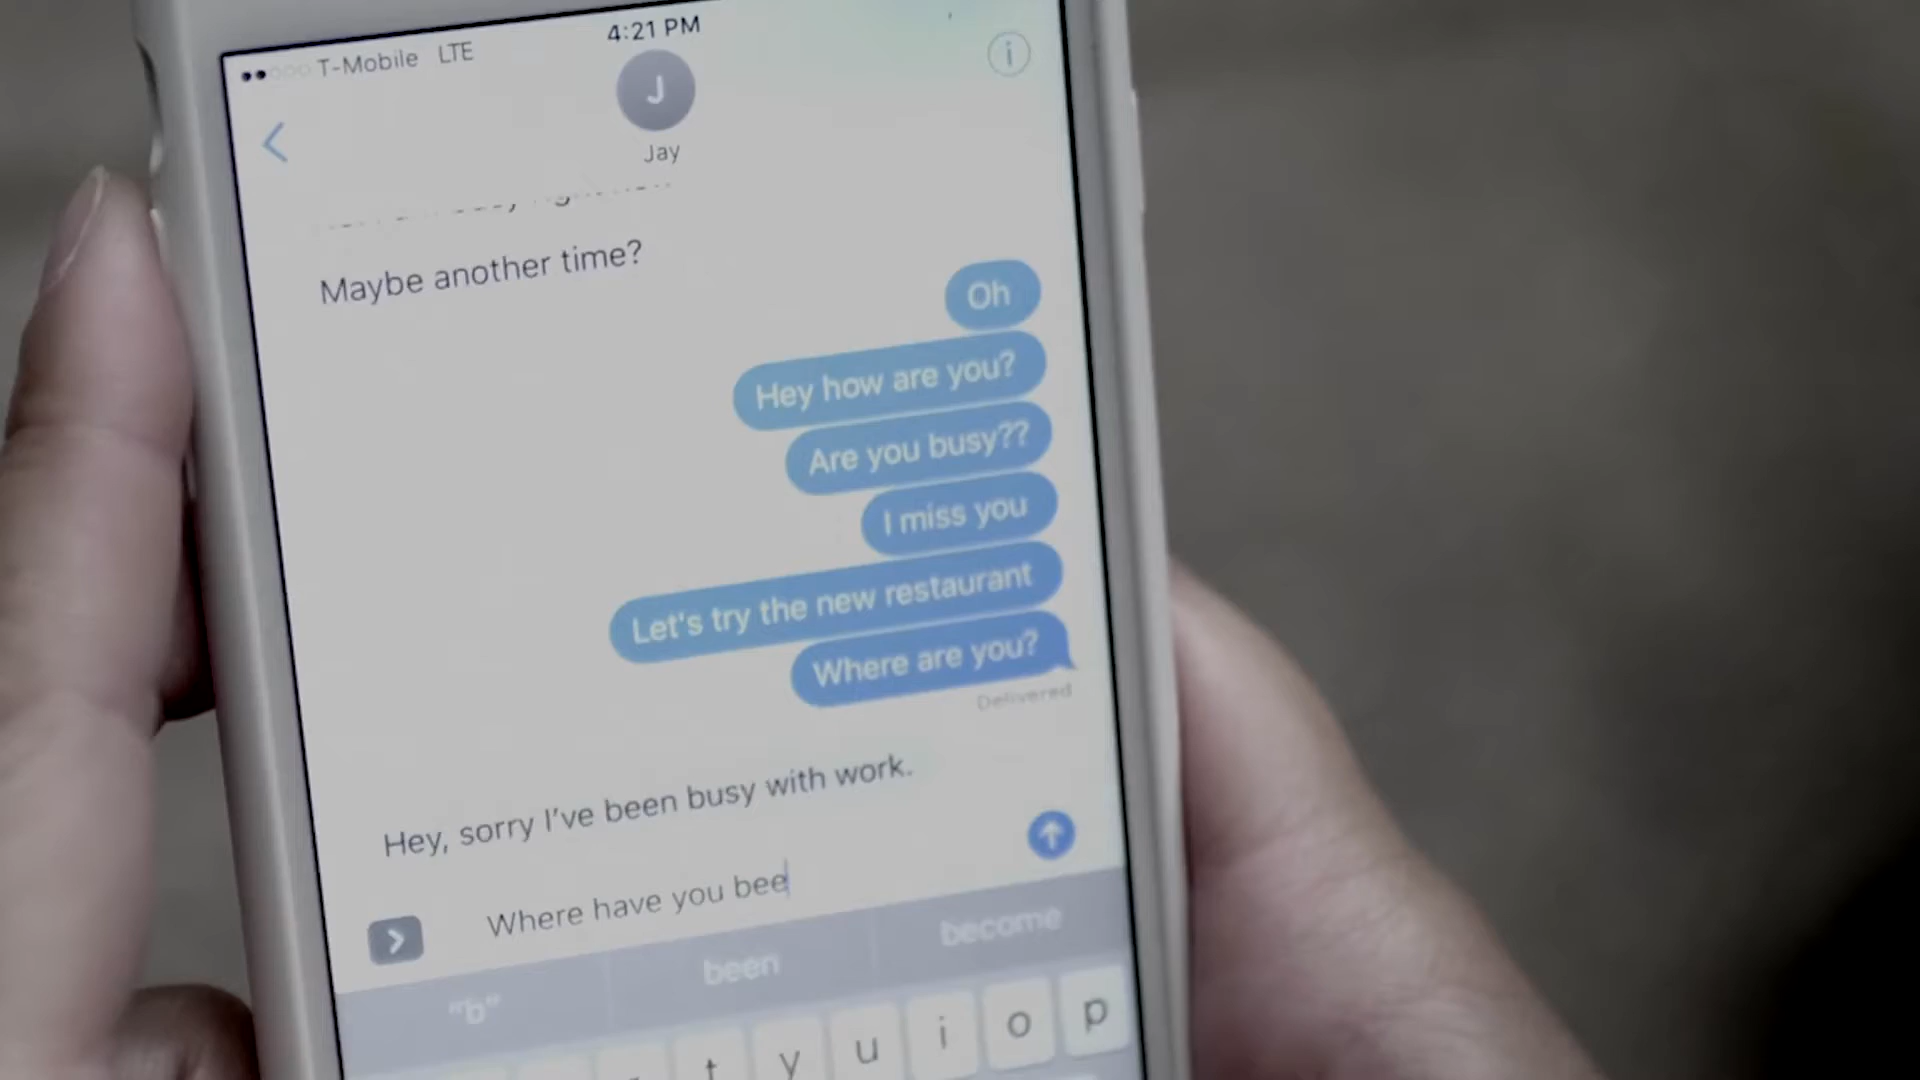 T-Mobile LTE
4:21 PM
J
i
Jay
Maybe another time?
Oh
Hey how are you?
Are you busy??
I miss you
Let's try the new restaurant
Where are you?
Delivered
Hey, sorry I've been busy with work.
Where have you bee
"b" been become
t y u i o p